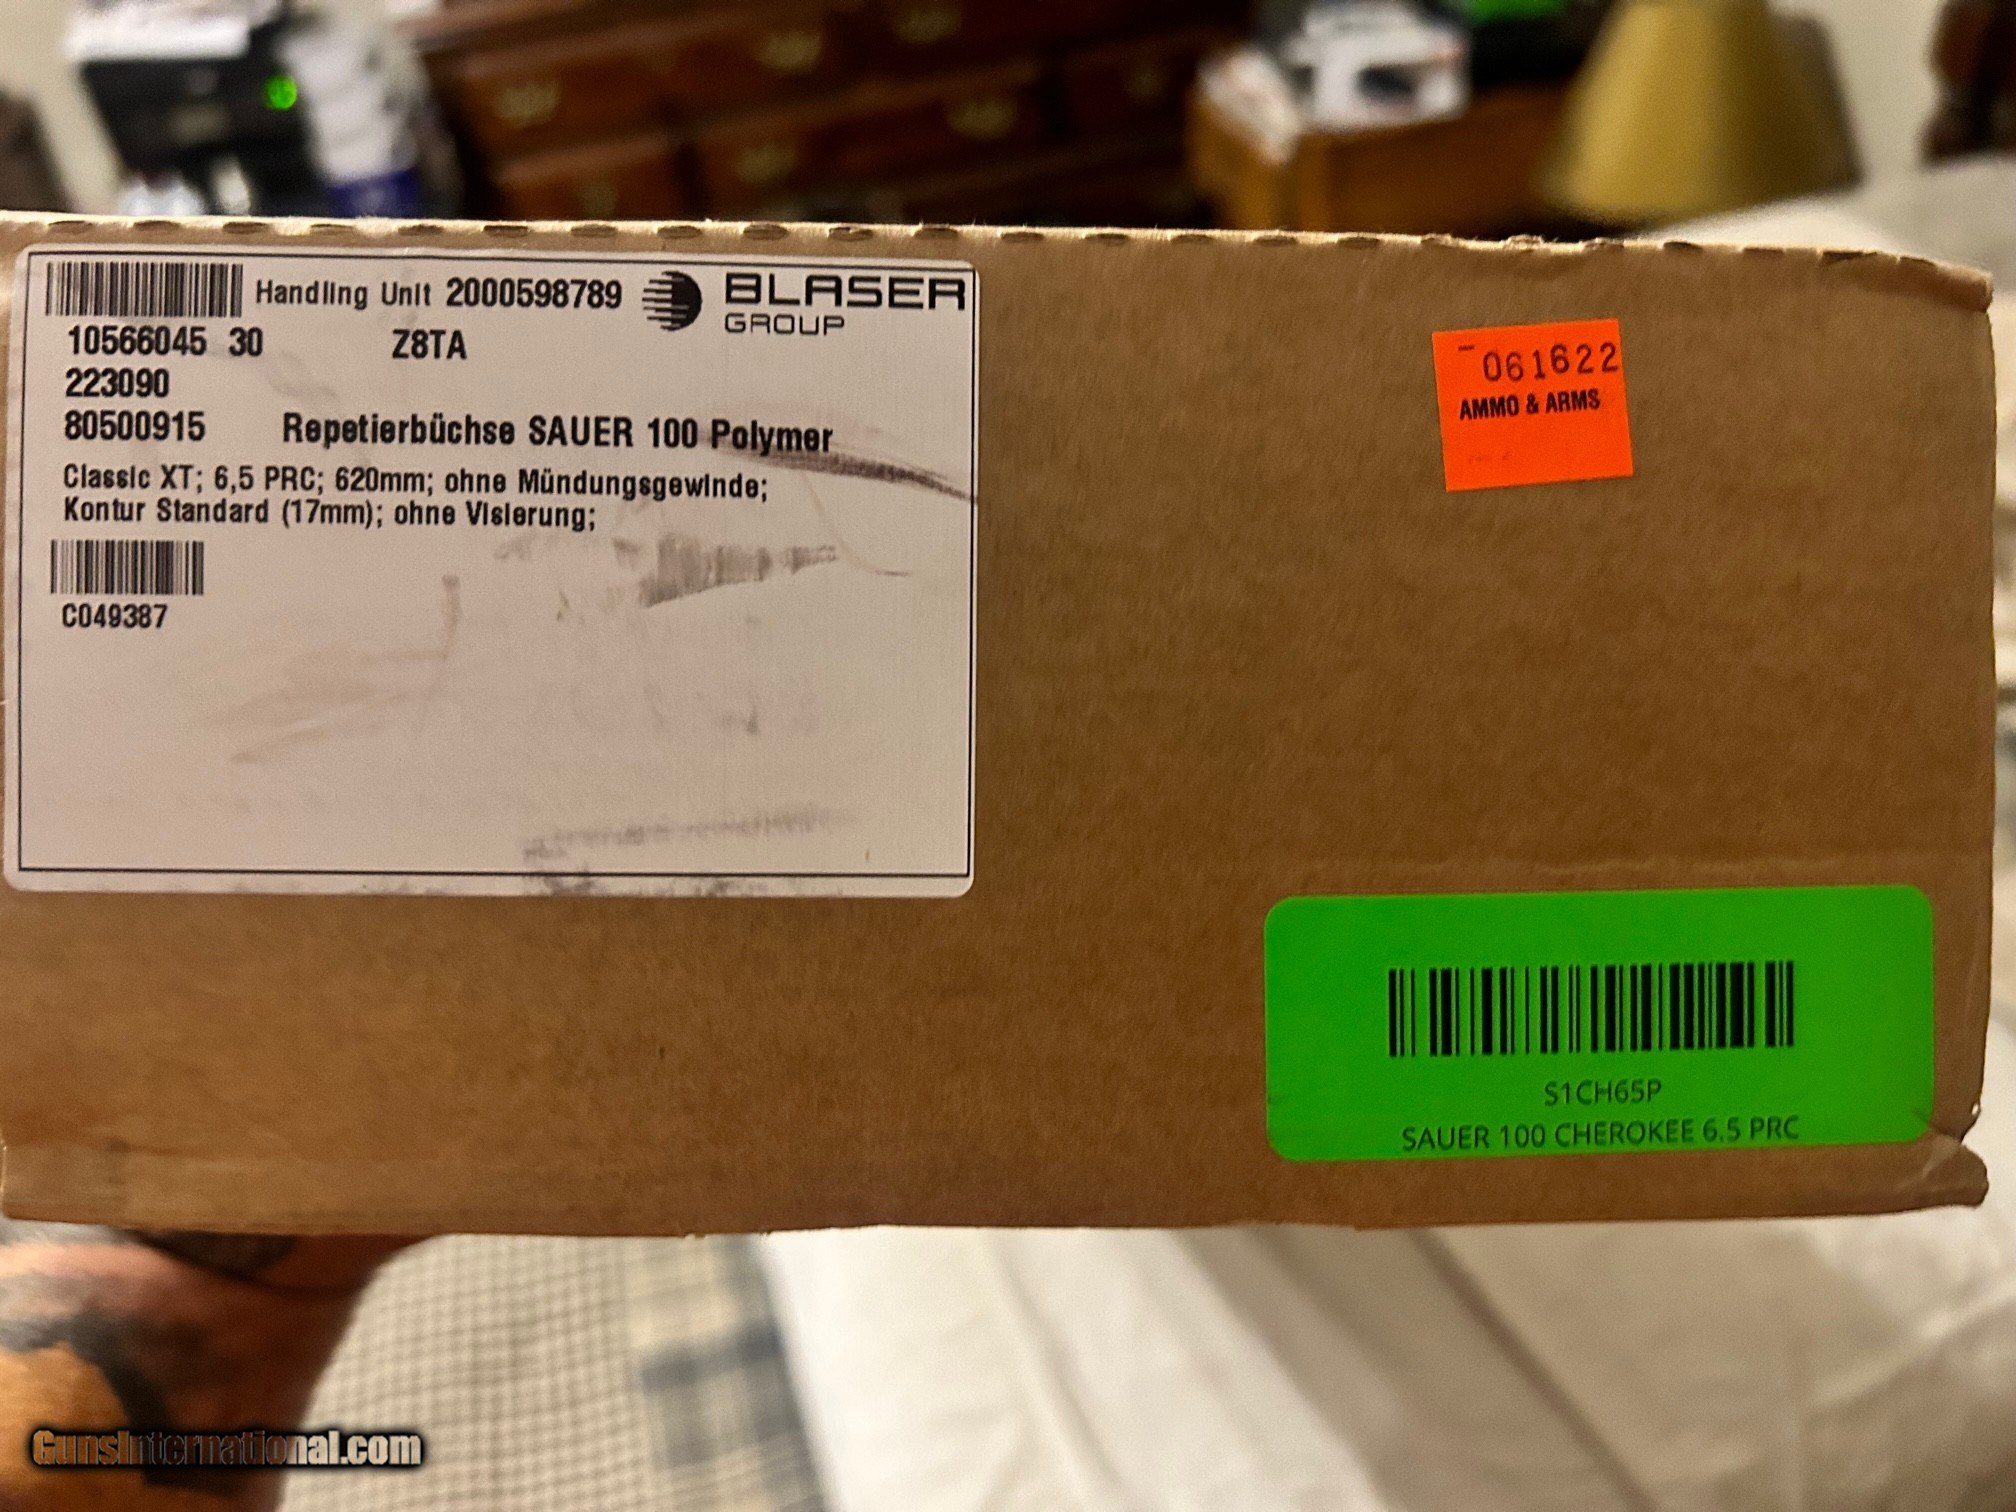 Handling Unit 2000598789
BLASER
GROUP
10566045 30 Z8TA
223090
80500915 Repetierbüchse SAUER 100 Polymer
Classic XT; 6,5 PRC; 620mm; ohne Mündungsgewinde;
Kontur Standard (17mm); ohne Visierung;
C049387
061622
AMMO & ARMS
S1CH65P
SAUER 100 CHEROKEE 6.5 PRC
GunsInternational.com